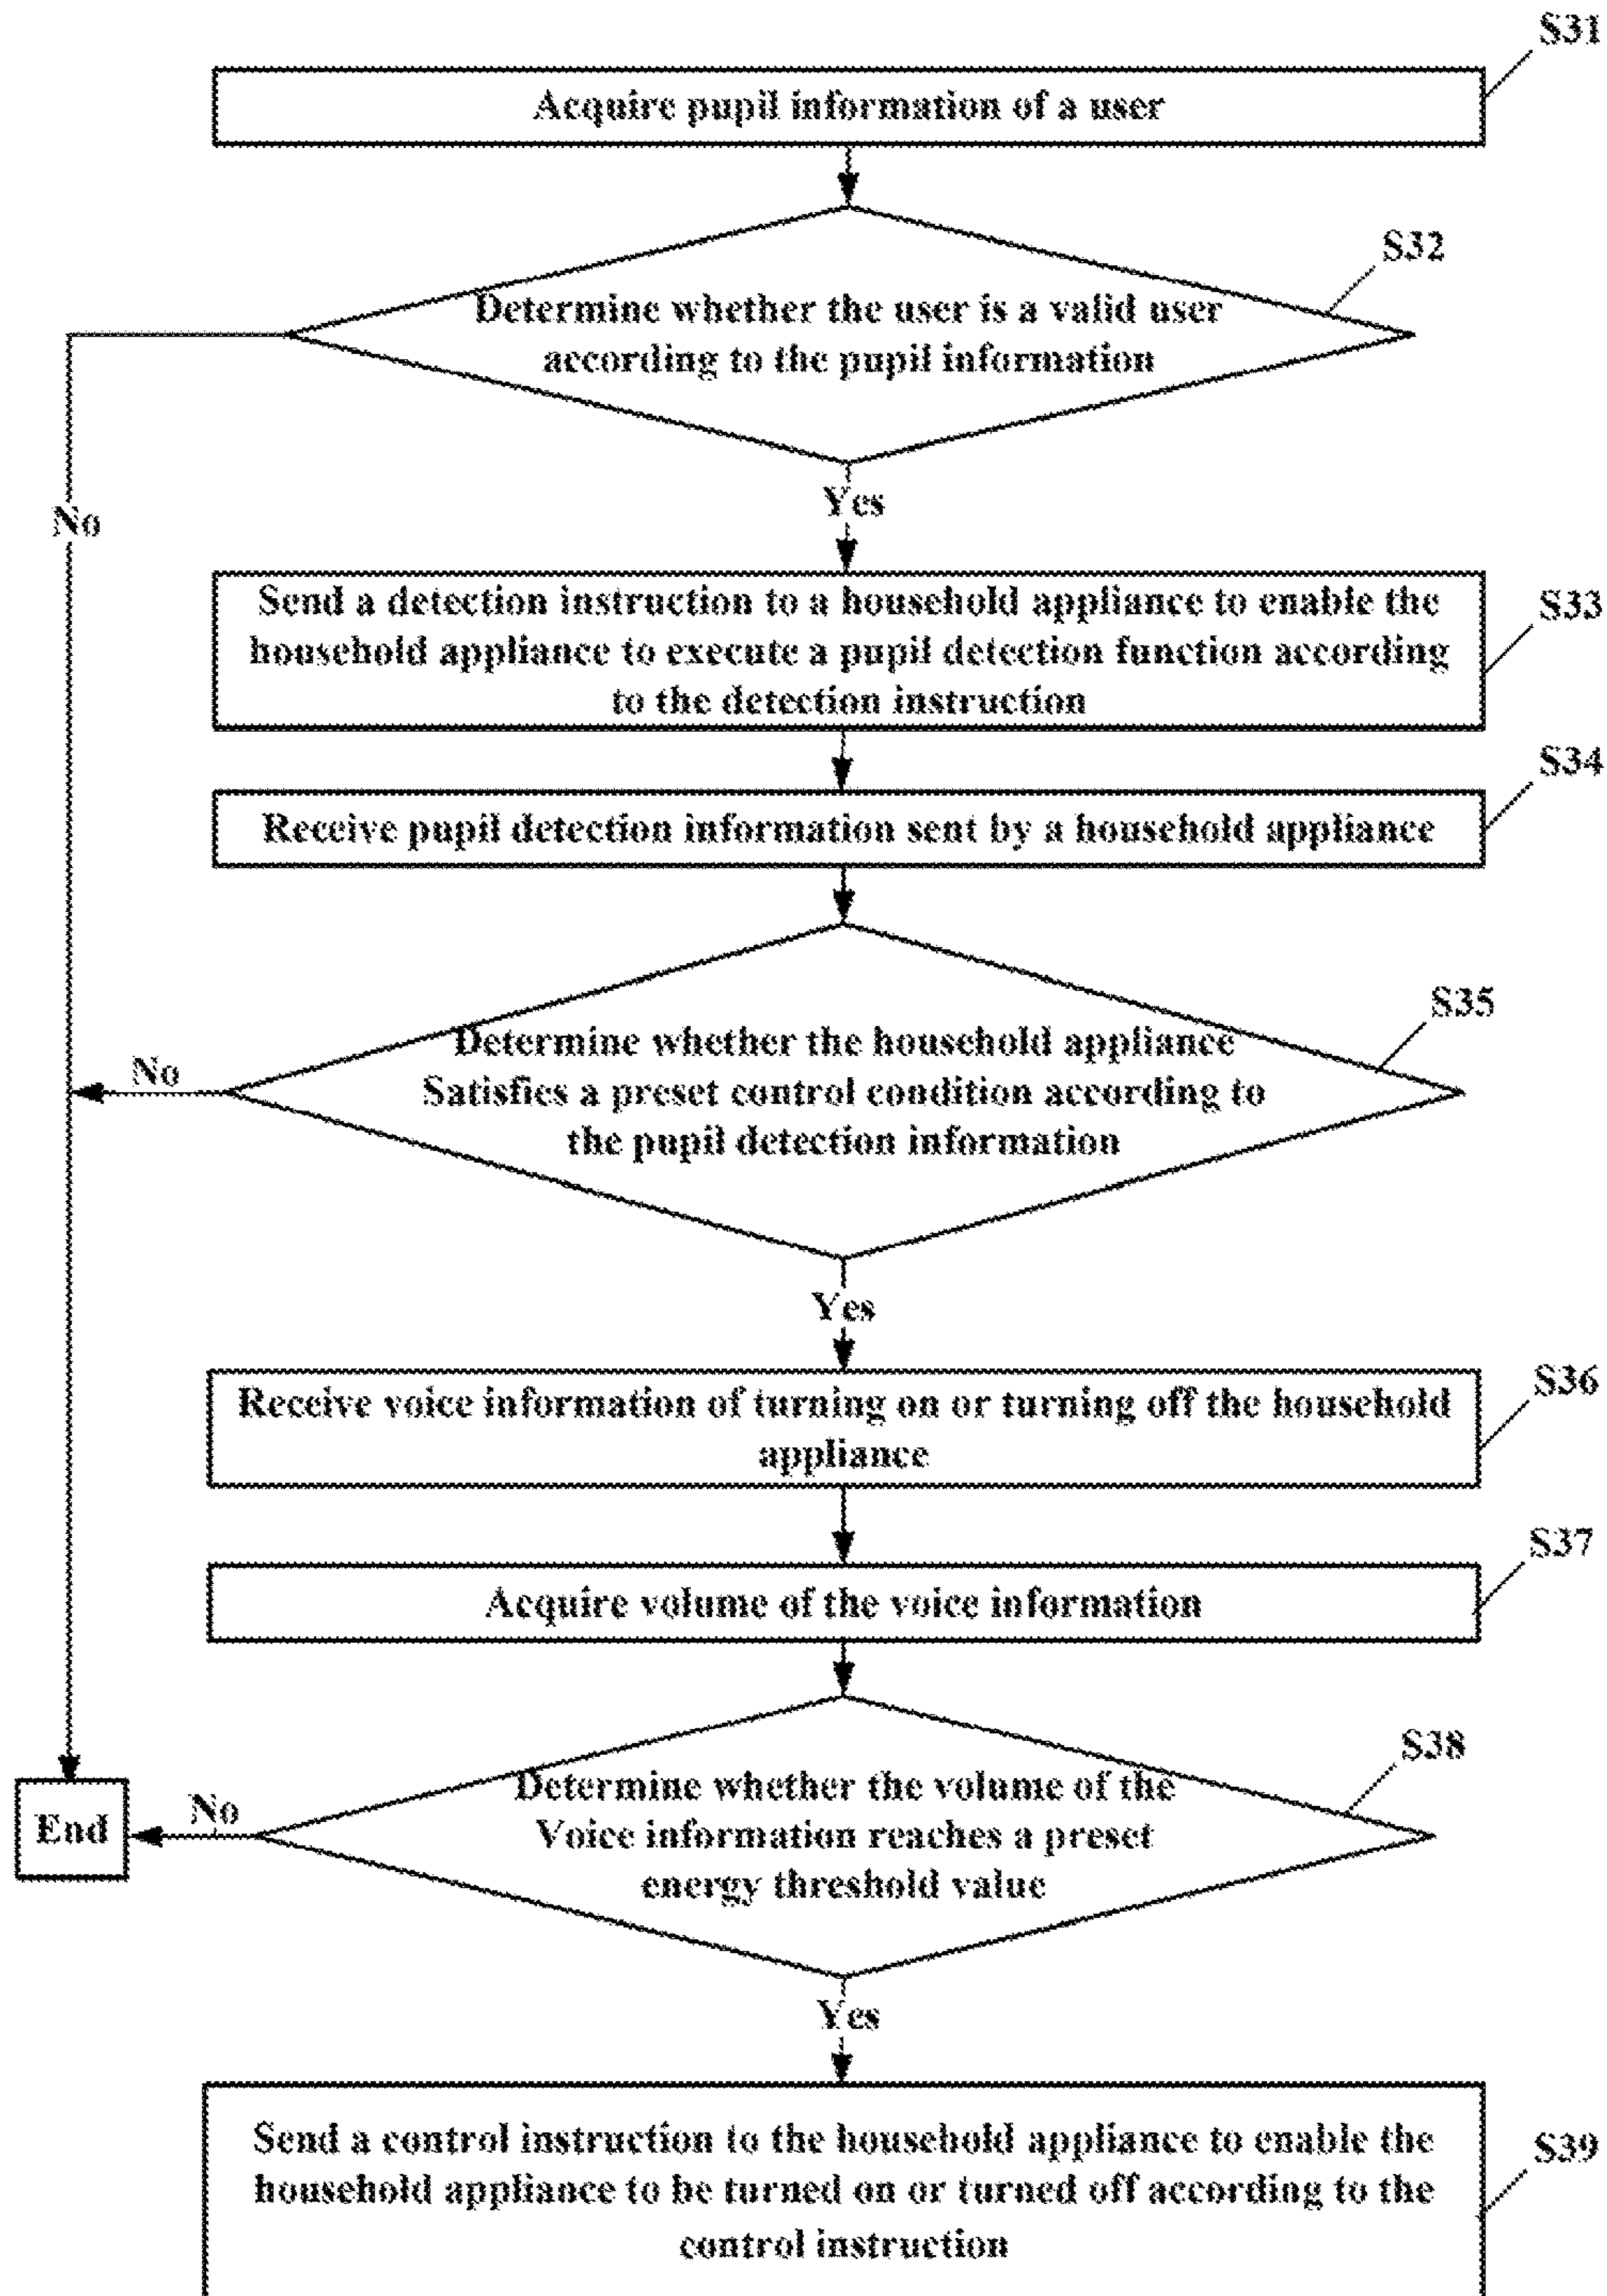 S31
Acquire pupil information of a user
S32
Determine whether the user is a valid user
according to the pupil information
No
Yes
Send a detection instruction to a household appliance to enable the
household appliance to execute a pupil detection function according
to the detection instruction
S33
S34
Receive pupil detection information sent by a household appliance
S35
Determine whether the household appliance
Satisfies a preset control condition according to
the pupil detection information
No
Yes
Receive voice information of turning on or turning off the household
appliance
S36
S37
Acquire volume of the voice information
S38
Determine whether the volume of the
Voice information reaches a preset
energy threshold value
No
End
Yes
Send a control instruction to the household appliance to enable the
household appliance to be turned on or turned off according to the
control instruction
S39